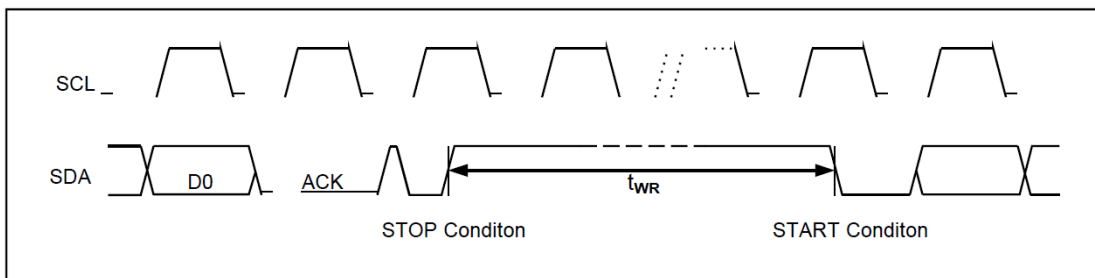 SCL
SDA
D0
ACK
tWR
STOP Conditon
START Conditon